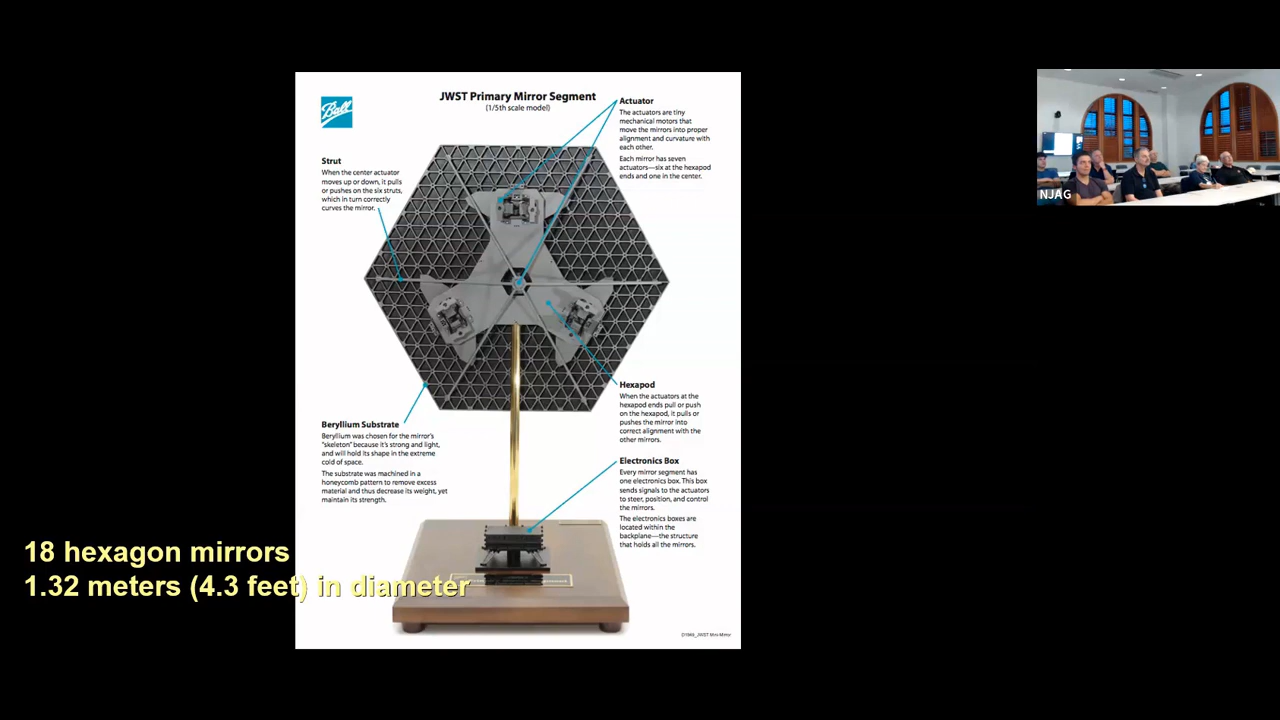 Ball
JWST Primary Mirror Segment
(1/5th scale model)
Actuator
The actuators are tiny
mechanical motors that
move the mirrors into proper
alignment and curvature with
each other.
Each mirror has seven
actuators—six at the hexapod
ends and one in the center.
Strut
When the center actuator
moves up or down, it pulls
or pushes on the six struts,
which in turn correctly
curves the mirror.
Hexapod
When the actuators at the
hexapod ends pull or push
on the hexapod, it pulls or
pushes the mirror into
correct alignment with the
other mirrors.
Beryllium Substrate
Beryllium was chosen for the mirror's
"skeleton" because it's strong and light,
and will hold its shape in the extreme
cold of space.
The substrate was machined in a
honeycomb pattern to remove excess
material and thus decrease its weight, yet
maintain its strength.
Electronics Box
Every mirror segment has
one electronics box. This box
sends signals to the actuators
to steer, position, and control
the mirrors.
The electronics boxes are
located within the
backplane—the structure
that holds all the mirrors.
18 hexagon mirrors
1.32 meters (4.3 feet) in diameter
JWST Mini-Mirror
NJAG